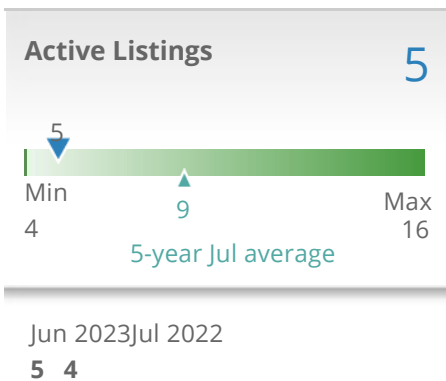 Active Listings 5
5
Min Max
9
4 16
5-year Jul average
Jun 2023Jul 2022
5 4